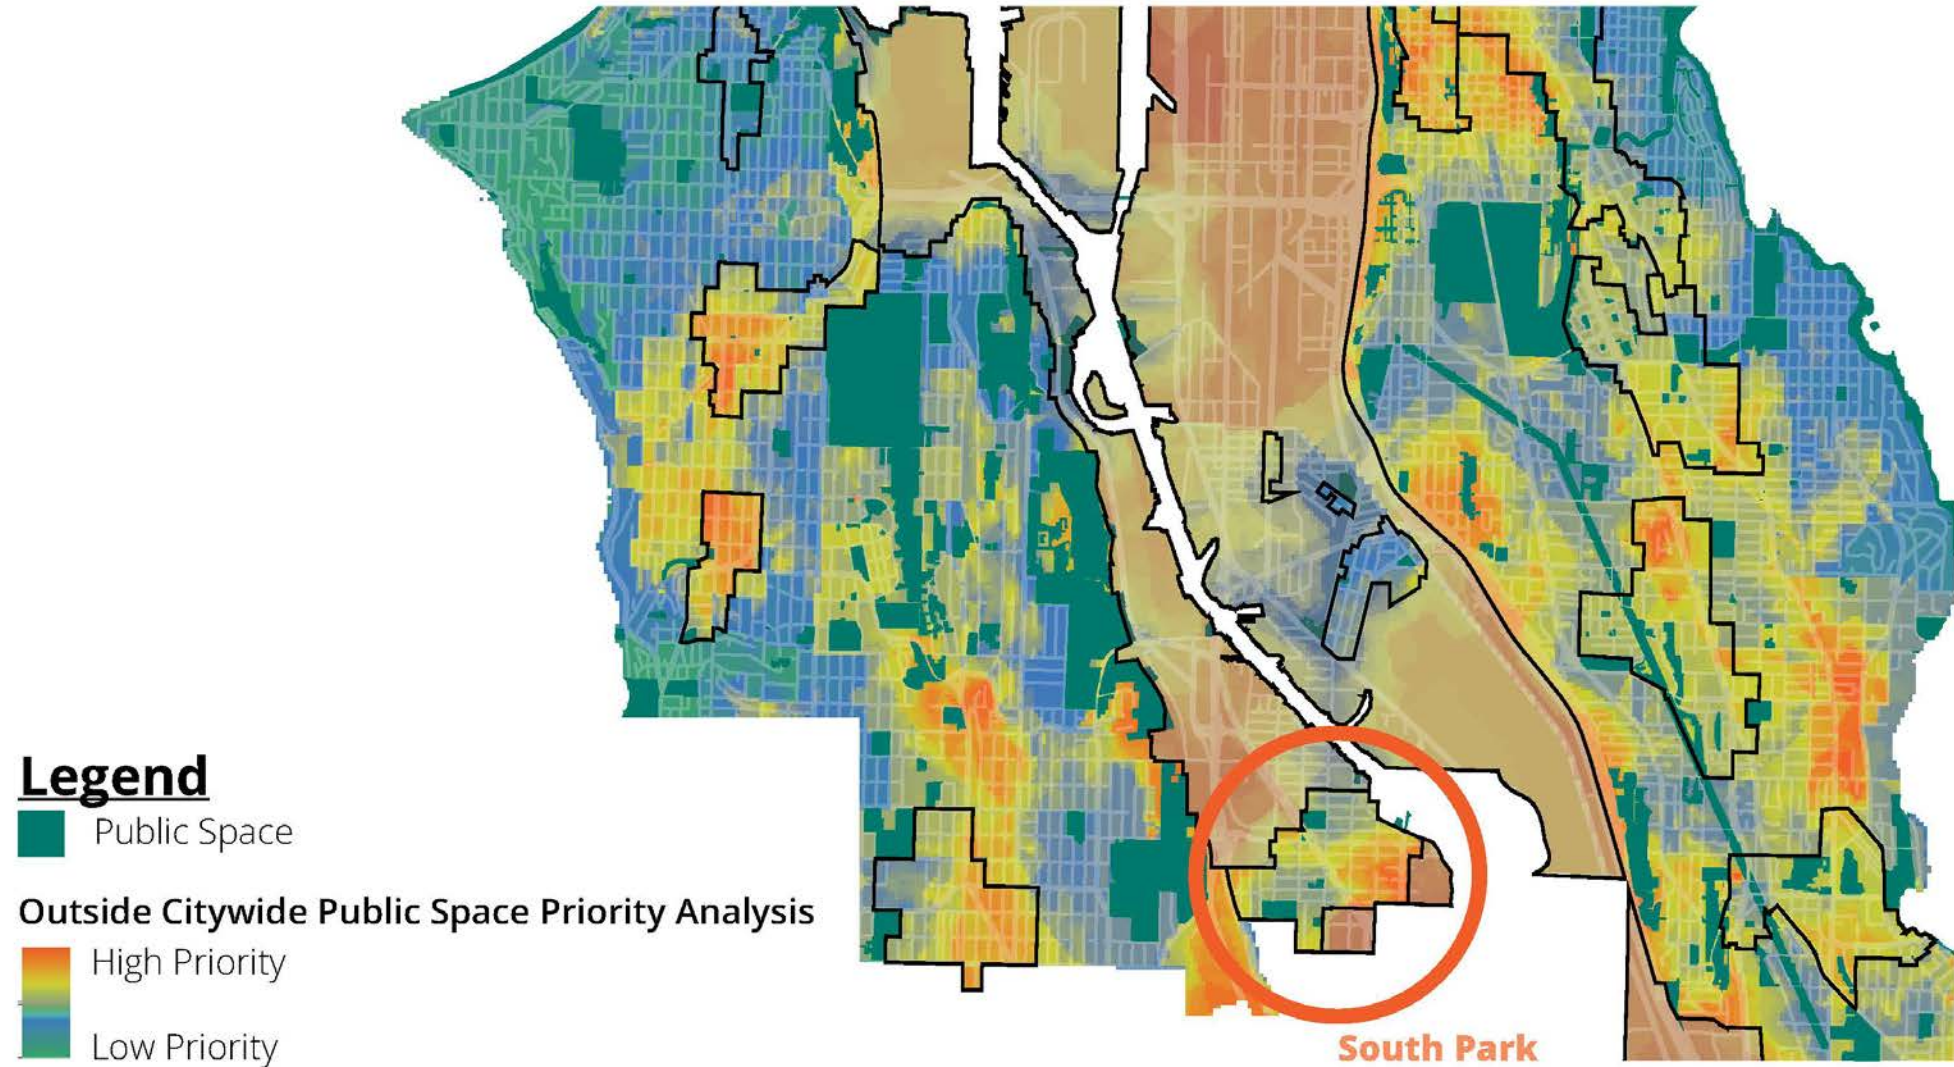 Legend
Public Space
Outside Citywide Public Space Priority Analysis
High Priority
Low Priority
South Park